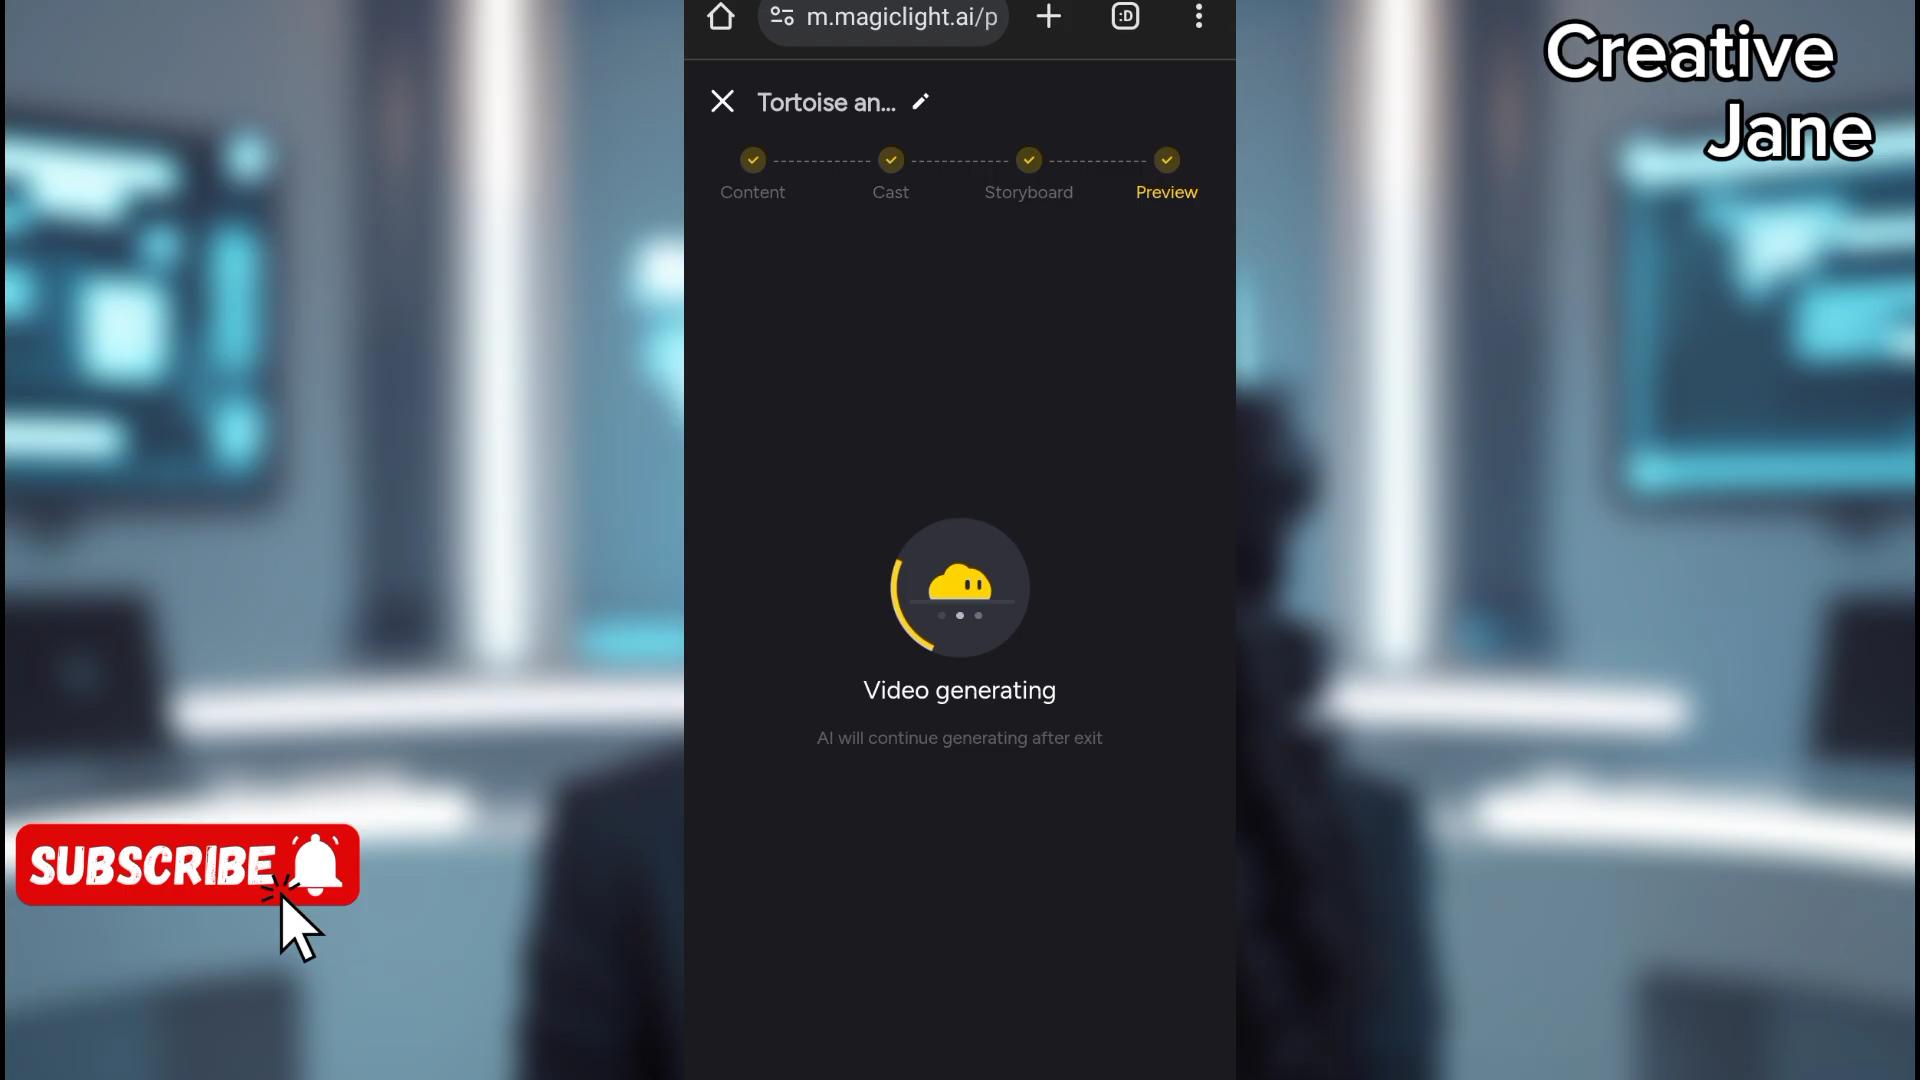 m.magiclight.ai/p
:D
Creative
Jane
Tortoise an...
Content
Cast
Storyboard
Preview
Video generating
AI will continue generating after exit
SUBSCRIBE